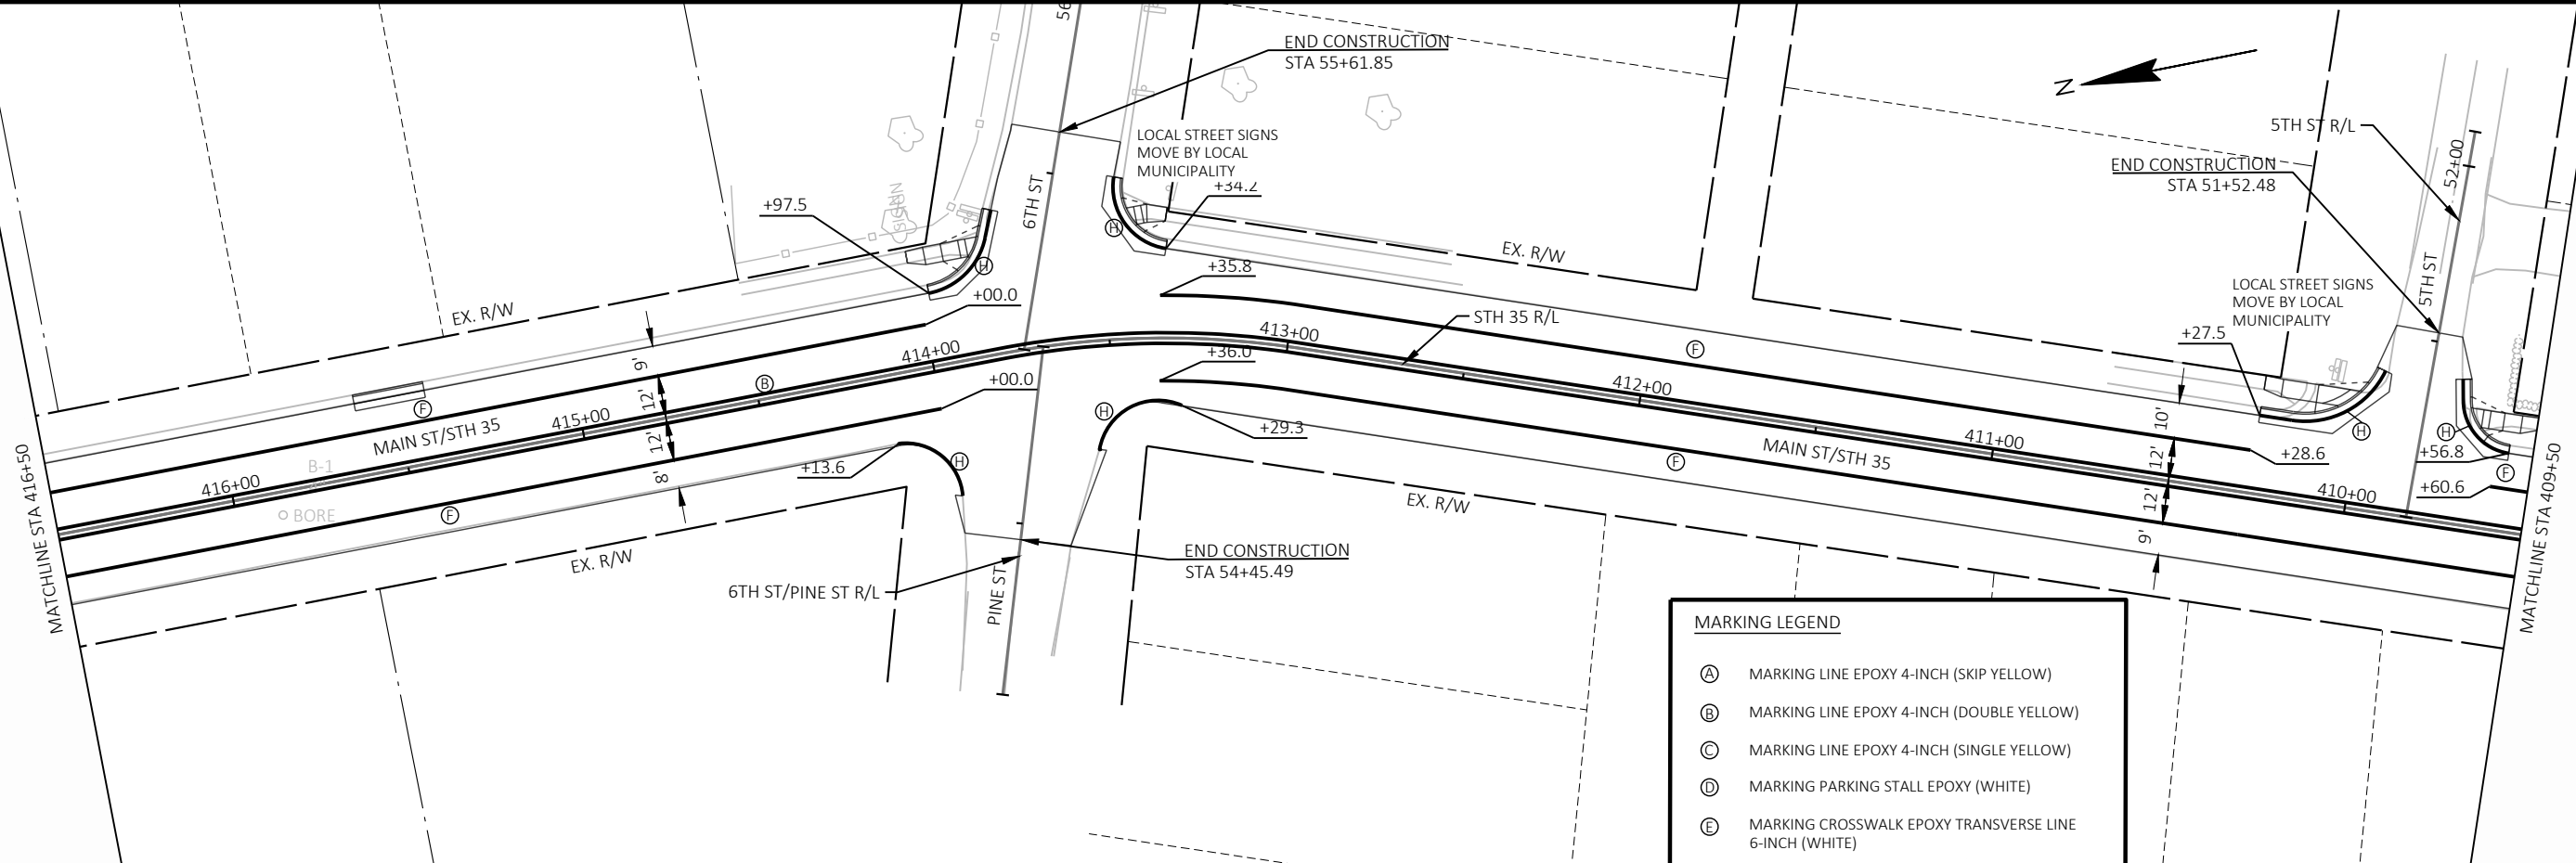 END CONSTRUCTION
STA 55+61.85
N
5TH ST R/L
END CONSTRUCTION
STA 51+52.48
52+00
LOCAL STREET SIGNS
MOVE BY LOCAL
MUNICIPALITY
+34.2
6TH ST
NSIGN
+97.5
H
H
EX. R/W
+35.8
+00.0
STH 35 R/L
5TH ST
LOCAL STREET SIGNS
MOVE BY LOCAL
MUNICIPALITY
+27.5
EX. R/W
9'
12'
12'
8'
B
F
414+00
413+00
+36.0
+00.0
F
412+00
10'
12'
12'
9'
H
H
415+00
MAIN ST/STH 35
H
+29.3
411+00
MAIN ST/STH 35
+28.6
+56.8
F
+60.6
410+00
416+00
B-1
BORE
F
+13.6
H
F
EX. R/W
EX. R/W
MATCHLINE STA 416+50
MATCHLINE STA 409+50
END CONSTRUCTION
STA 54+45.49
6TH ST/PINE ST R/L
PINE ST
MARKING LEGEND
A MARKING LINE EPOXY 4-INCH (SKIP YELLOW)
B MARKING LINE EPOXY 4-INCH (DOUBLE YELLOW)
C MARKING LINE EPOXY 4-INCH (SINGLE YELLOW)
D MARKING PARKING STALL EPOXY (WHITE)
E MARKING CROSSWALK EPOXY TRANSVERSE LINE
6-INCH (WHITE)